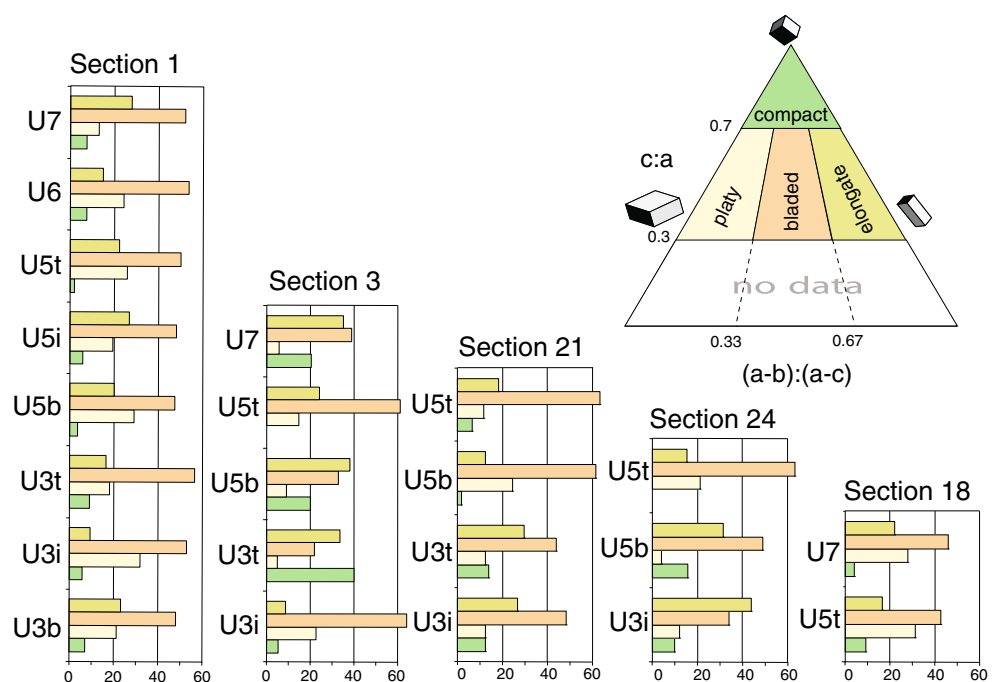 Section 1
U7
U6
U5t
U5i
U5b
U3t
U3i
U3b
0 20 40 60
Section 3
U7
U5t
U5b
U3t
U3i
0 20 40 60
Section 21
U5t
U5b
U3t
U3i
0 20 40 60
Section 24
U5t
U5b
U3i
0 20 40 60
Section 18
U7
U5t
0 20 40 60
compact
0.7
c:a
platy
bladed
elongate
0.3
no data
0.33 0.67
(a-b):(a-c)